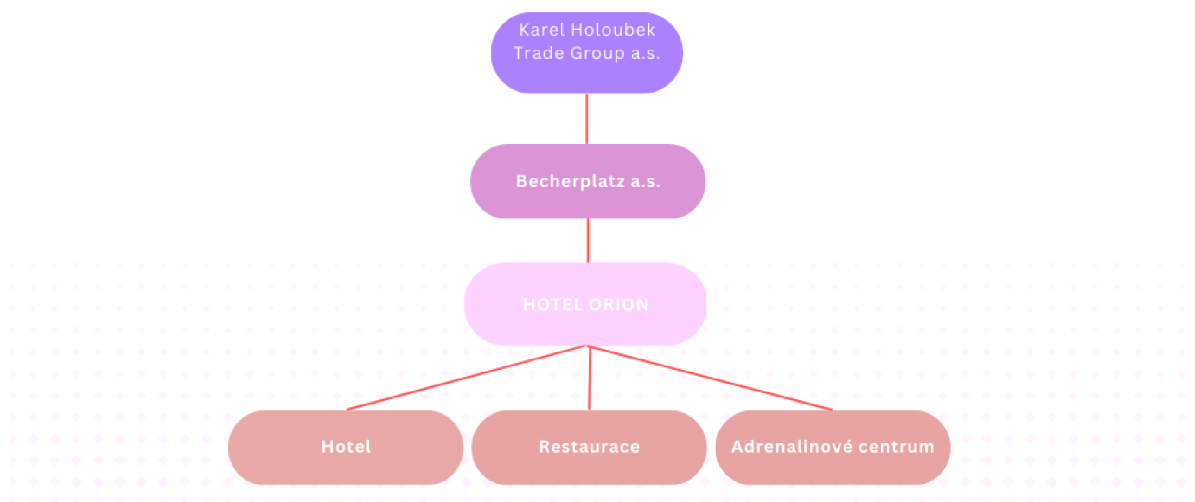 Karel Holoubek
Trade Group a.s.
Becherplatz a.s.
HOTEL ORION
Hotel
Restaurace
Adrenalinové centrum